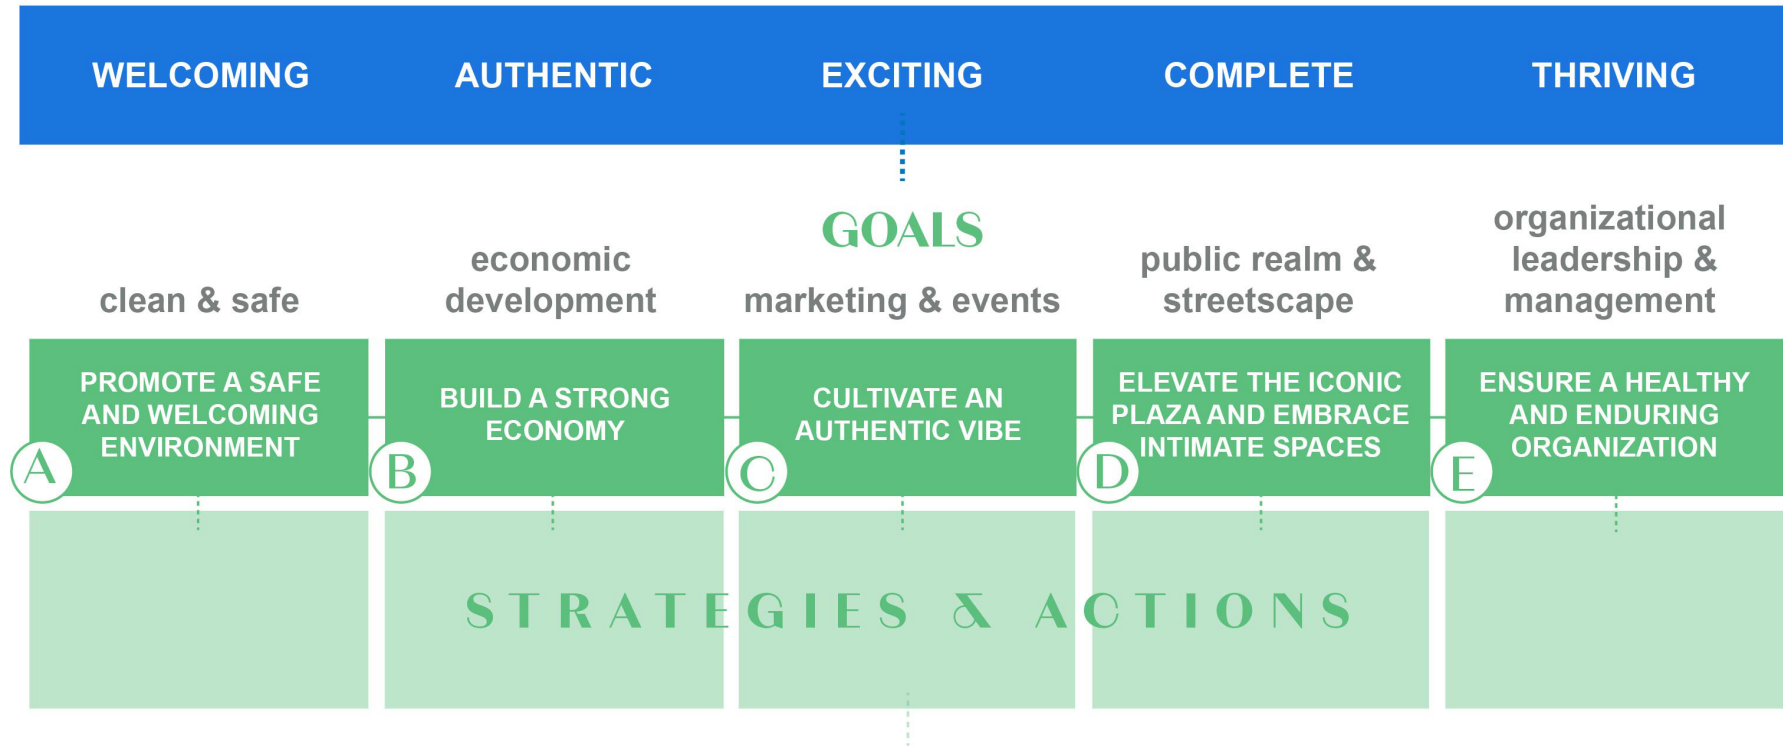 WELCOMING
AUTHENTIC
EXCITING
COMPLETE
THRIVING
GOALS
clean & safe
economic
development
marketing & events
public realm &
streetscape
organizational
leadership &
management
A
PROMOTE A SAFE
AND WELCOMING
ENVIRONMENT
B
BUILD A STRONG
ECONOMY
C
CULTIVATE AN
AUTHENTIC VIBE
D
ELEVATE THE ICONIC
PLAZA AND EMBRACE
INTIMATE SPACES
E
ENSURE A HEALTHY
AND ENDURING
ORGANIZATION
STRATEGIES & ACTIONS